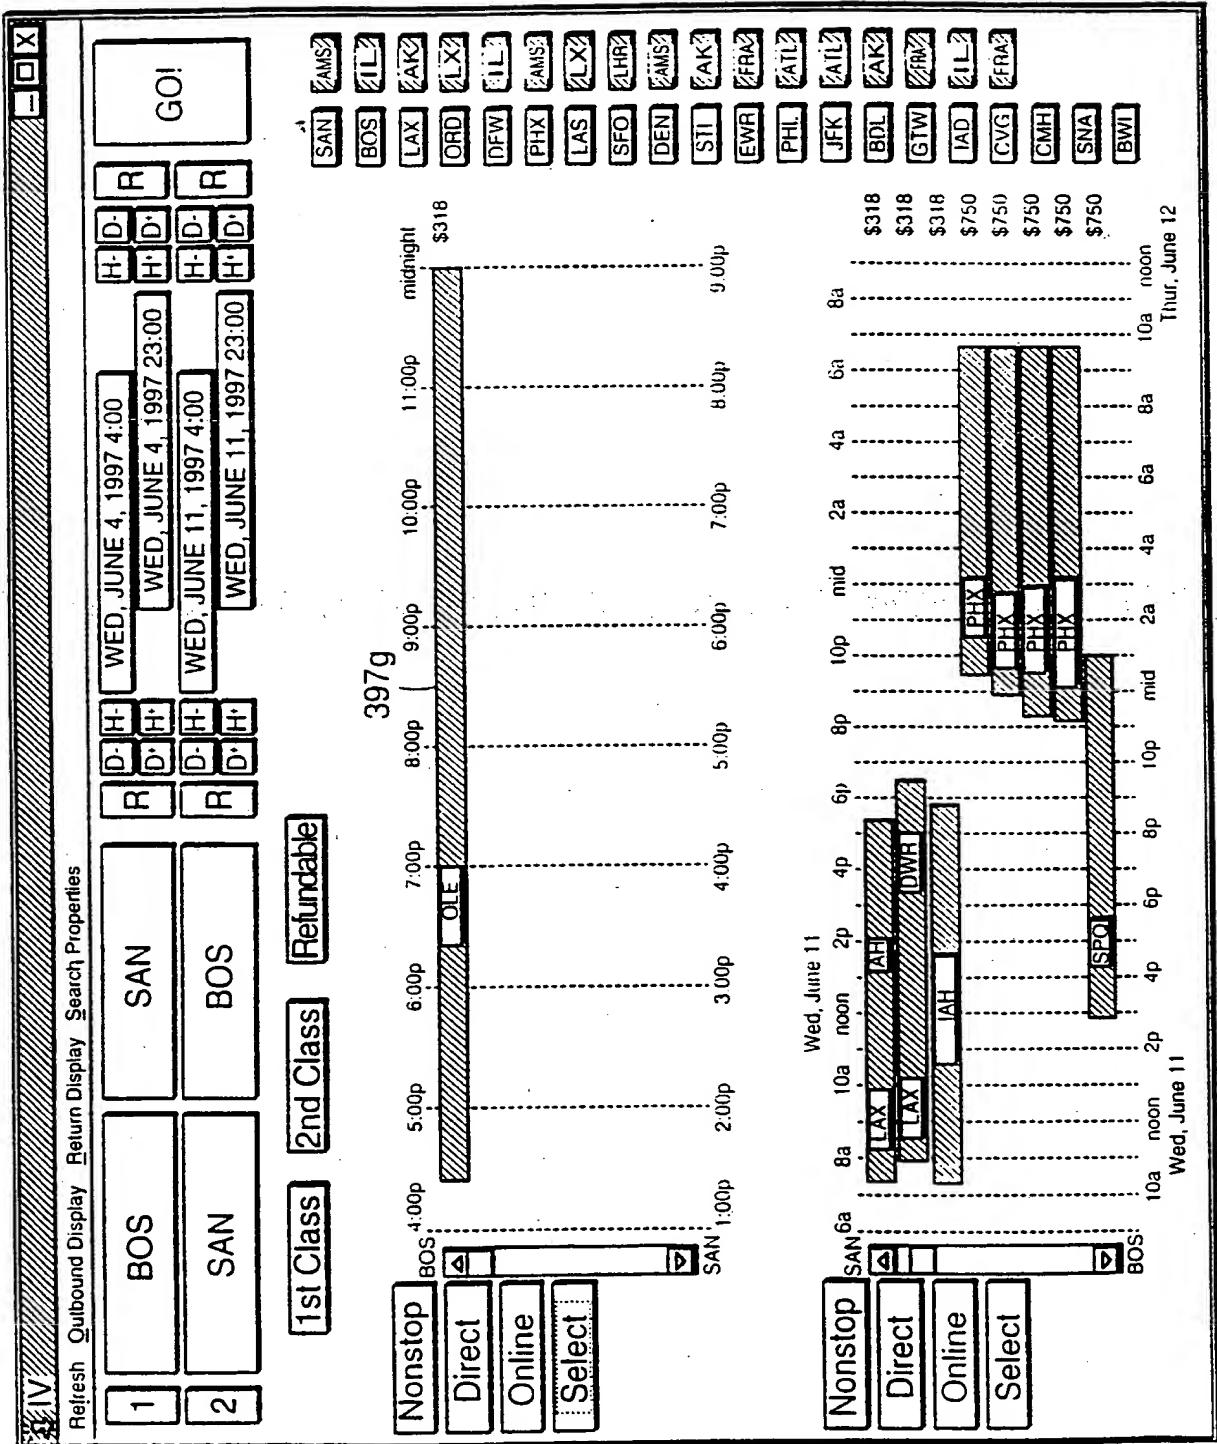 IV
Refresh Outbound Display Return Display Search Properties
1 BOS SAN R D- H- WED, JUNE 4, 1997 4:00 H- D- R GO!
D+ H+ WED, JUNE 4, 1997 23:00 H+ D+
2 SAN BOS R D- H- WED, JUNE 11, 1997 4:00 H- D- R
D+ H+ WED, JUNE 11, 1997 23:00 H+ D+
1st Class 2nd Class Refundable
397g
Nonstop
Direct
Online
Select
BOS 4:00p 5:00p 6:00p 7:00p 8:00p 9:00p 10:00p 11:00p midnight
OLE $318
SAN 1:00p 2:00p 3:00p 4:00p 5:00p 6:00p 7:00p 8:00p 9:00p
Nonstop
Direct
Online
Select
Wed, June 11
SAN 6a 8a 10a noon 2p 4p 6p 8p 10p mid 2a 4a 6a 8a
LAX IAH $318
LAX DWR $318
IAH $318
PHX $750
PHX $750
PHX $750
PHX $750
SPQ $750
BOS 10a noon 2p 4p 6p 8p 10p mid 2a 4a 6a 8a 10a noon
Wed, June 11 Thur, June 12
SAN AMS
BOS IL
LAX AK
ORD LX
DFW IL
PHX AMS
LAS LX
SFO LHR
DEN AMS
STI AK
EWR FRA
PHL ATL
JFK ATL
BDL AK
GTW FRA
IAD IL
CVG FRA
CMH
SNA
BWI